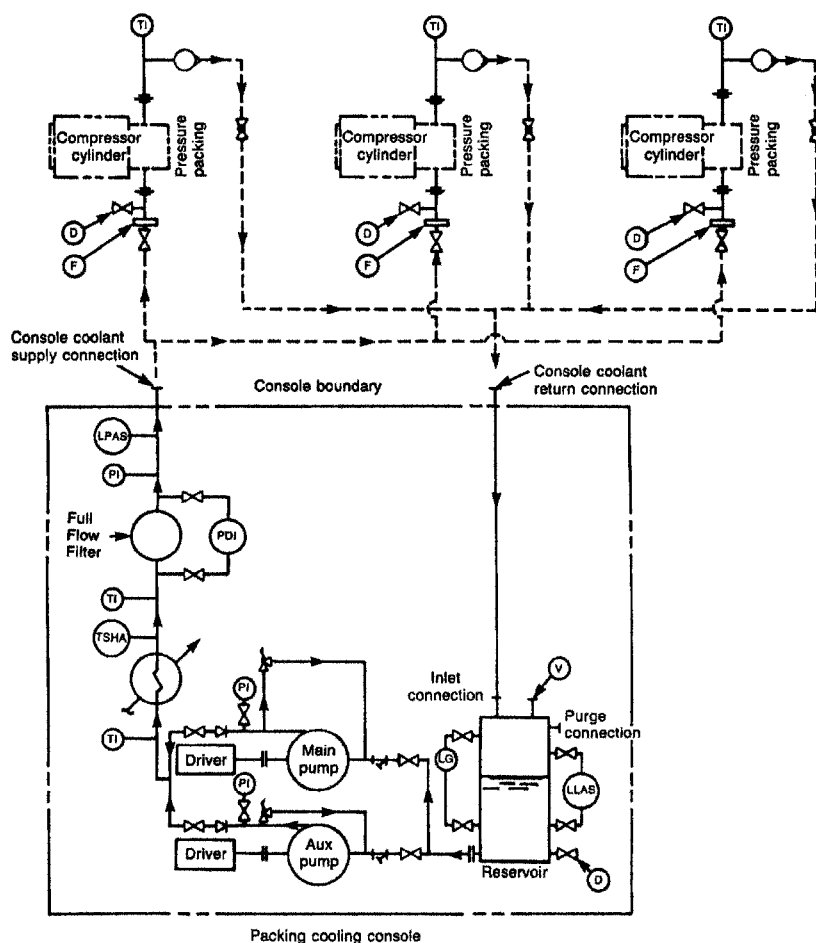 TI
TI
TI
Compressor
cylinder
Pressure
packing
Compressor
cylinder
Pressure
packing
Compressor
cylinder
Pressure
packing
D
F
D
F
D
F
Console coolant
supply connection
Console boundary
Console coolant
return connection
LPAS
PI
Full
Flow
Filter
PDI
TI
TSHA
TI
PI
Driver
Main
pump
PI
Driver
Aux
pump
Inlet
connection
V
Purge
connection
LG
LLAS
Reservoir
D
Packing cooling console